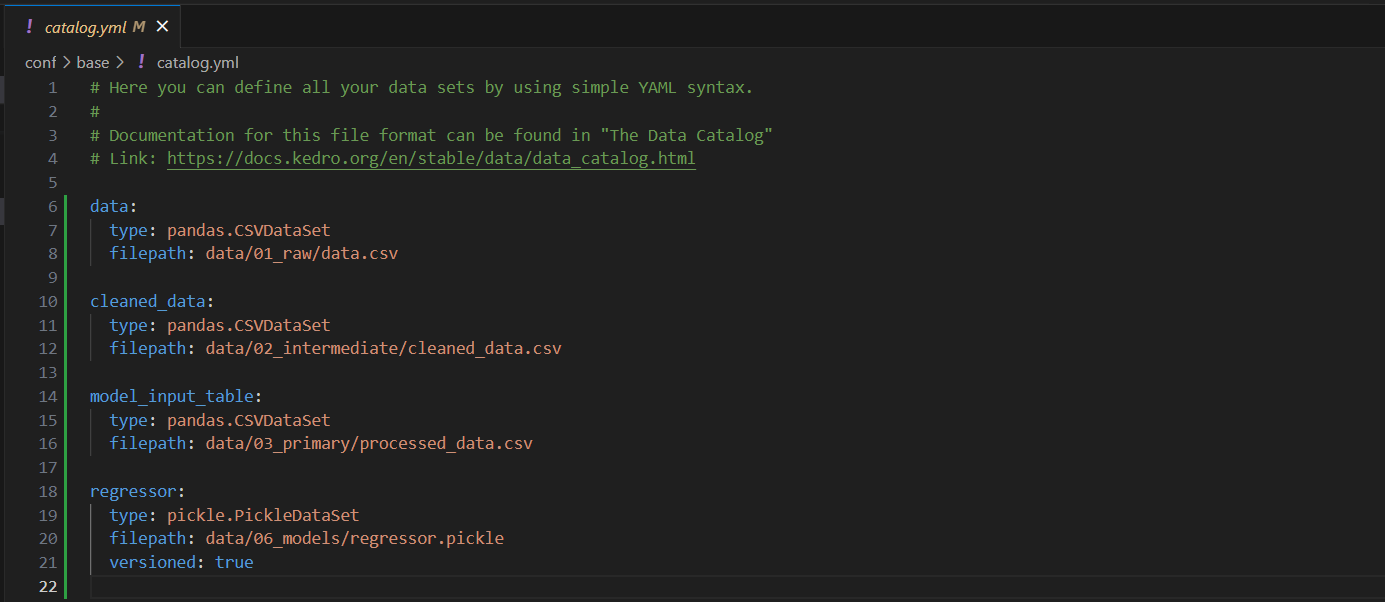 ! catalog.yml M ×
conf > base > ! catalog.yml
1 # Here you can define all your data sets by using simple YAML syntax.
2 #
3 # Documentation for this file format can be found in "The Data Catalog"
4 # Link: https://docs.kedro.org/en/stable/data/data_catalog.html
5
6 data:
7   type: pandas.CSVDataSet
8   filepath: data/01_raw/data.csv
9
10 cleaned_data:
11   type: pandas.CSVDataSet
12   filepath: data/02_intermediate/cleaned_data.csv
13
14 model_input_table:
15   type: pandas.CSVDataSet
16   filepath: data/03_primary/processed_data.csv
17
18 regressor:
19   type: pickle.PickleDataSet
20   filepath: data/06_models/regressor.pickle
21   versioned: true
22